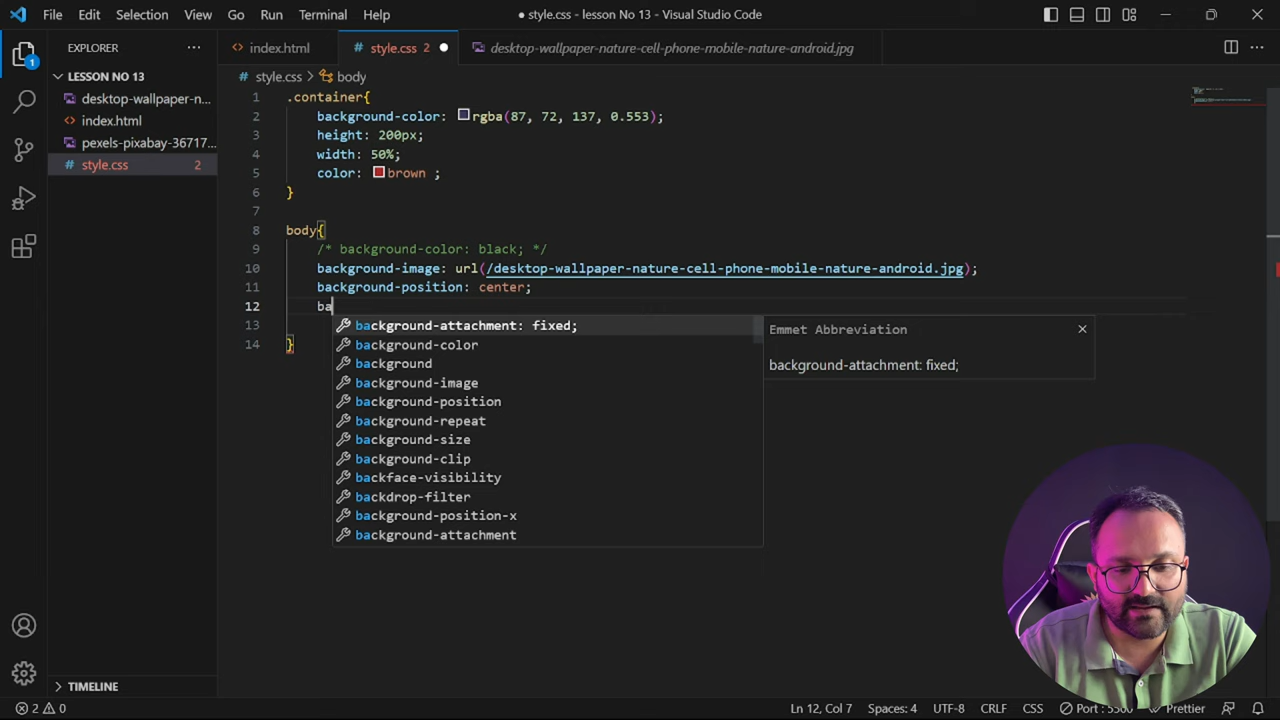 File Edit Selection View Go Run Terminal Help
● style.css - lesson No 13 - Visual Studio Code
EXPLORER
LESSON NO 13
desktop-wallpaper-n...
index.html
pexels-pixabay-36717...
# style.css 2
TIMELINE
index.html
# style.css 2 ●
desktop-wallpaper-nature-cell-phone-mobile-nature-android.jpg
# style.css > body
1 .container{
2 background-color: rgba(87, 72, 137, 0.553);
3 height: 200px;
4 width: 50%;
5 color: brown ;
6 }
7
8 body{
9 /* background-color: black; */
10 background-image: url(/desktop-wallpaper-nature-cell-phone-mobile-nature-android.jpg);
11 background-position: center;
12 ba
13
14 }
background-attachment: fixed;
background-color
background
background-image
background-position
background-repeat
background-size
background-clip
backface-visibility
backdrop-filter
background-position-x
background-attachment
Emmet Abbreviation
background-attachment: fixed;
1
2 0
Ln 12, Col 7 Spaces: 4 UTF-8 CRLF CSS Port : 5500 Prettier